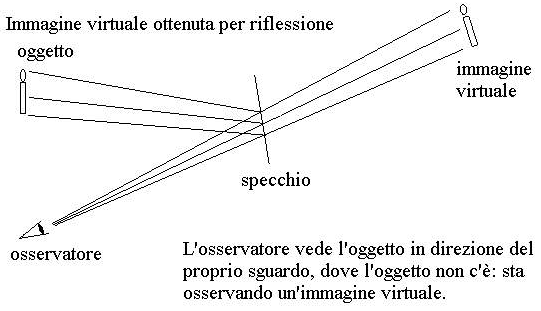 Immagine virtuale ottenuta per riflessione
oggetto
immagine
virtuale
specchio
osservatore
L'osservatore vede l'oggetto in direzione del
proprio sguardo, dove l'oggetto non c'è: sta
osservando un'immagine virtuale.